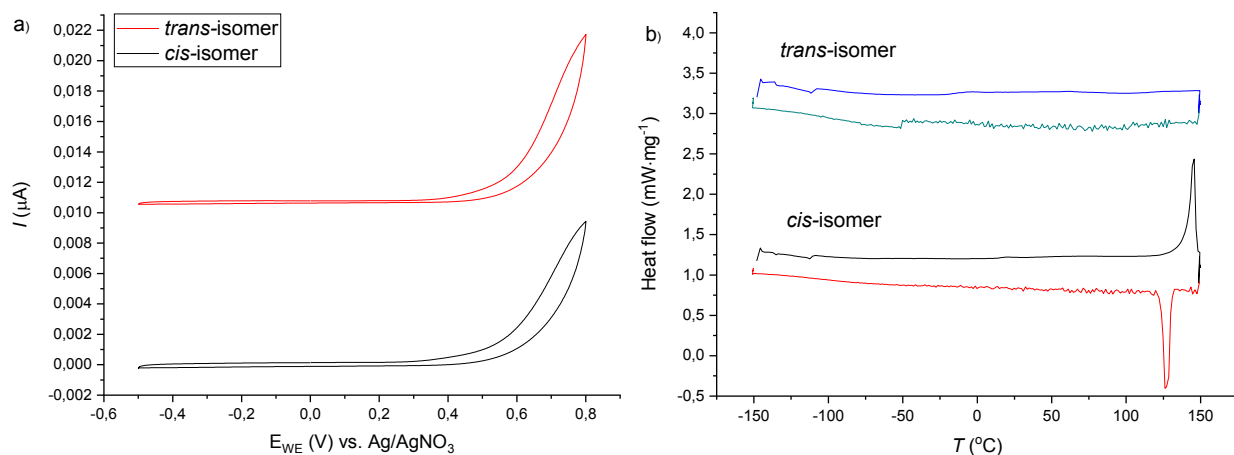 a)
trans-isomer
cis-isomer
0,022
0,020
0,018
0,016
0,014
0,012
0,010
0,008
0,006
0,004
0,002
0,000
-0,002
I (μA)
-0,6 -0,4 -0,2 0,0 0,2 0,4 0,6 0,8
E_WE (V) vs. Ag/AgNO₃
b)
trans-isomer
cis-isomer
4,0
3,5
3,0
2,5
2,0
1,5
1,0
0,5
0,0
-0,5
Heat flow (mW·mg⁻¹)
-150 -100 -50 0 50 100 150
T (°C)